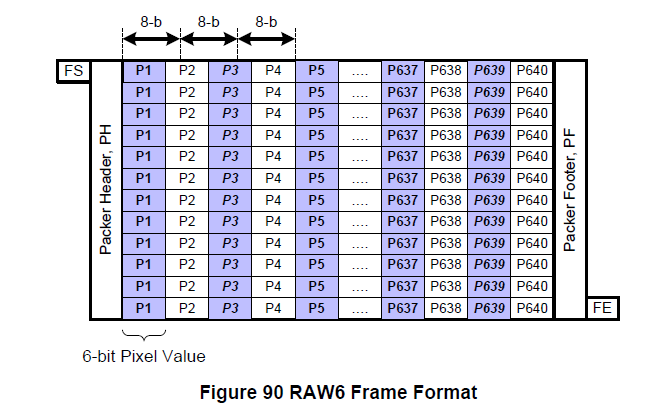 8-b 8-b 8-b
FS P1 P2 P3 P4 P5 .... P637 P638 P639 P640
P1 P2 P3 P4 P5 .... P637 P638 P639 P640
P1 P2 P3 P4 P5 .... P637 P638 P639 P640
P1 P2 P3 P4 P5 .... P637 P638 P639 P640
P1 P2 P3 P4 P5 .... P637 P638 P639 P640
P1 P2 P3 P4 P5 .... P637 P638 P639 P640
P1 P2 P3 P4 P5 .... P637 P638 P639 P640
P1 P2 P3 P4 P5 .... P637 P638 P639 P640
P1 P2 P3 P4 P5 .... P637 P638 P639 P640
P1 P2 P3 P4 P5 .... P637 P638 P639 P640
P1 P2 P3 P4 P5 .... P637 P638 P639 P640
P1 P2 P3 P4 P5 .... P637 P638 P639 P640 FE
Packer Header, PH
Packer Footer, PF
6-bit Pixel Value
Figure 90 RAW6 Frame Format